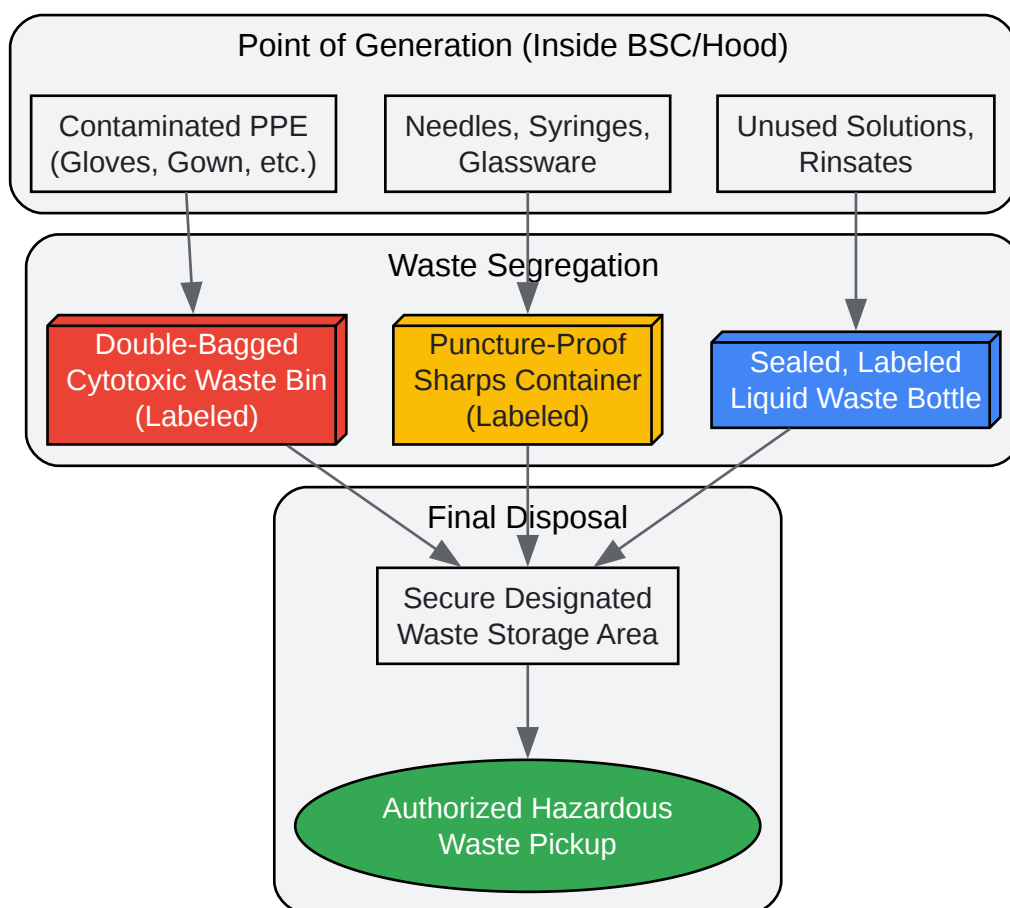 Point of Generation (Inside BSC/Hood)
Contaminated PPE
(Gloves, Gown, etc.)
Needles, Syringes,
Glassware
Unused Solutions,
Rinsates
Waste Segregation
Double-Bagged
Cytotoxic Waste Bin
(Labeled)
Puncture-Proof
Sharps Container
(Labeled)
Sealed, Labeled
Liquid Waste Bottle
Final Disposal
Secure Designated
Waste Storage Area
Authorized Hazardous
Waste Pickup